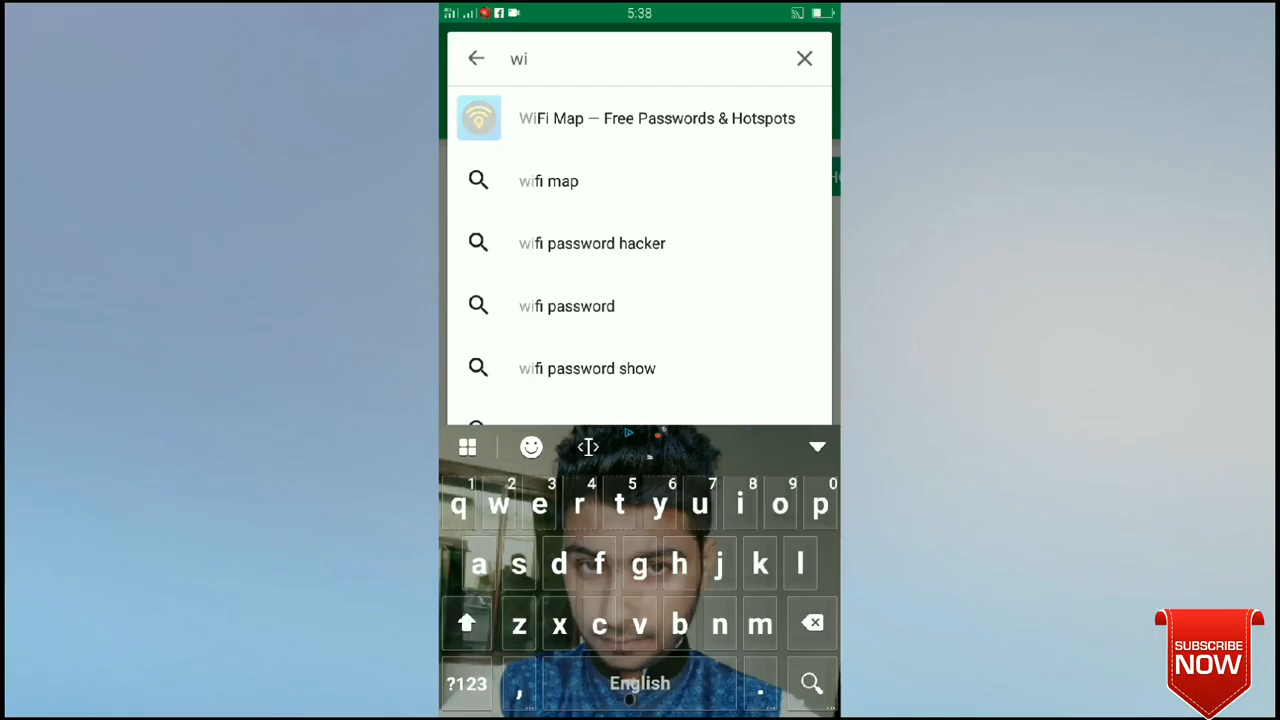 5:38
wi
WiFi Map – Free Passwords & Hotspots
wifi map
wifi password hacker
wifi password
wifi password show
1 2 3 4 5 6 7 8 9 0
q w e r t y u i o p
a s d f g h j k l
z x c v b n m
?123 , English .
SUBSCRIBE
NOW